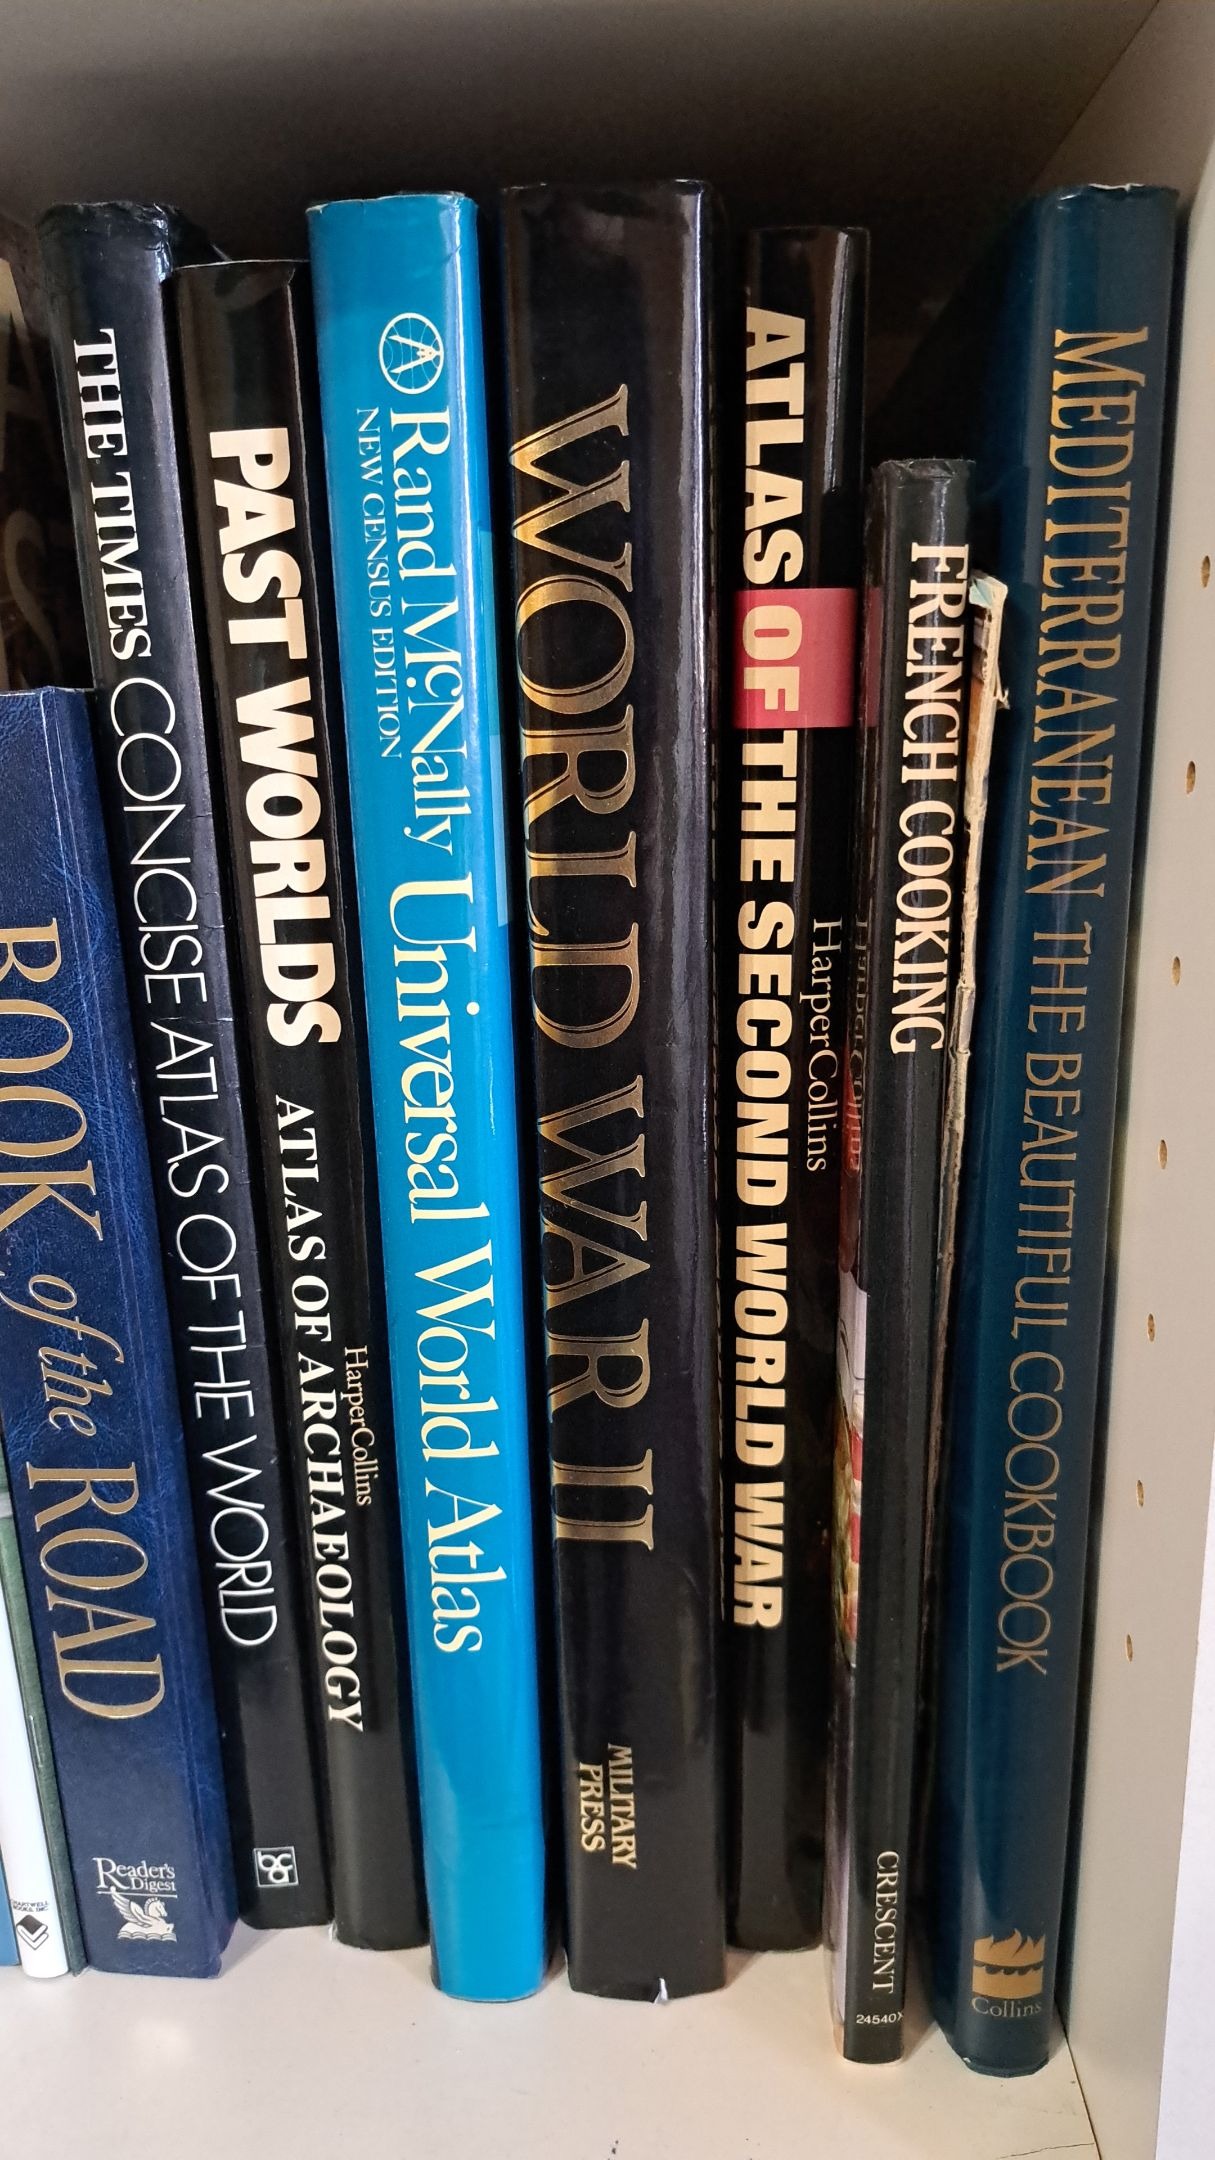 BOOK of the ROAD
Reader's
Digest
THE TIMES CONCISE ATLAS OF THE WORLD
PAST WORLDS ATLAS OF ARCHAEOLOGY
HarperCollins
Rand McNally Universal World Atlas
NEW CENSUS EDITION
WORLD WAR II
MILITARY
PRESS
ATLAS OF THE SECOND WORLD WAR
HarperCollins
FRENCH COOKING
CRESCENT
24540X
MEDITERRANEAN THE BEAUTIFUL COOKBOOK
Collins